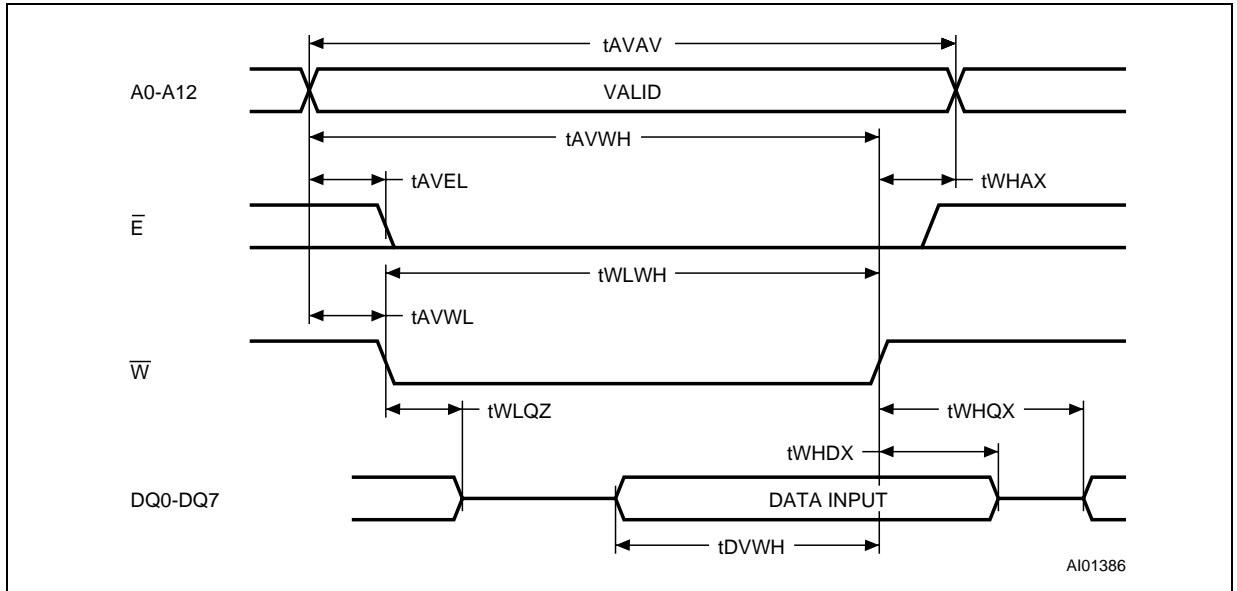 tAVAV
A0-A12
VALID
tAVWH
tAVEL
tWHAX
E̅
tWLWH
tAVWL
W̅
tWLQZ
tWHQX
tWHDX
DQ0-DQ7
DATA INPUT
tDVWH
AI01386